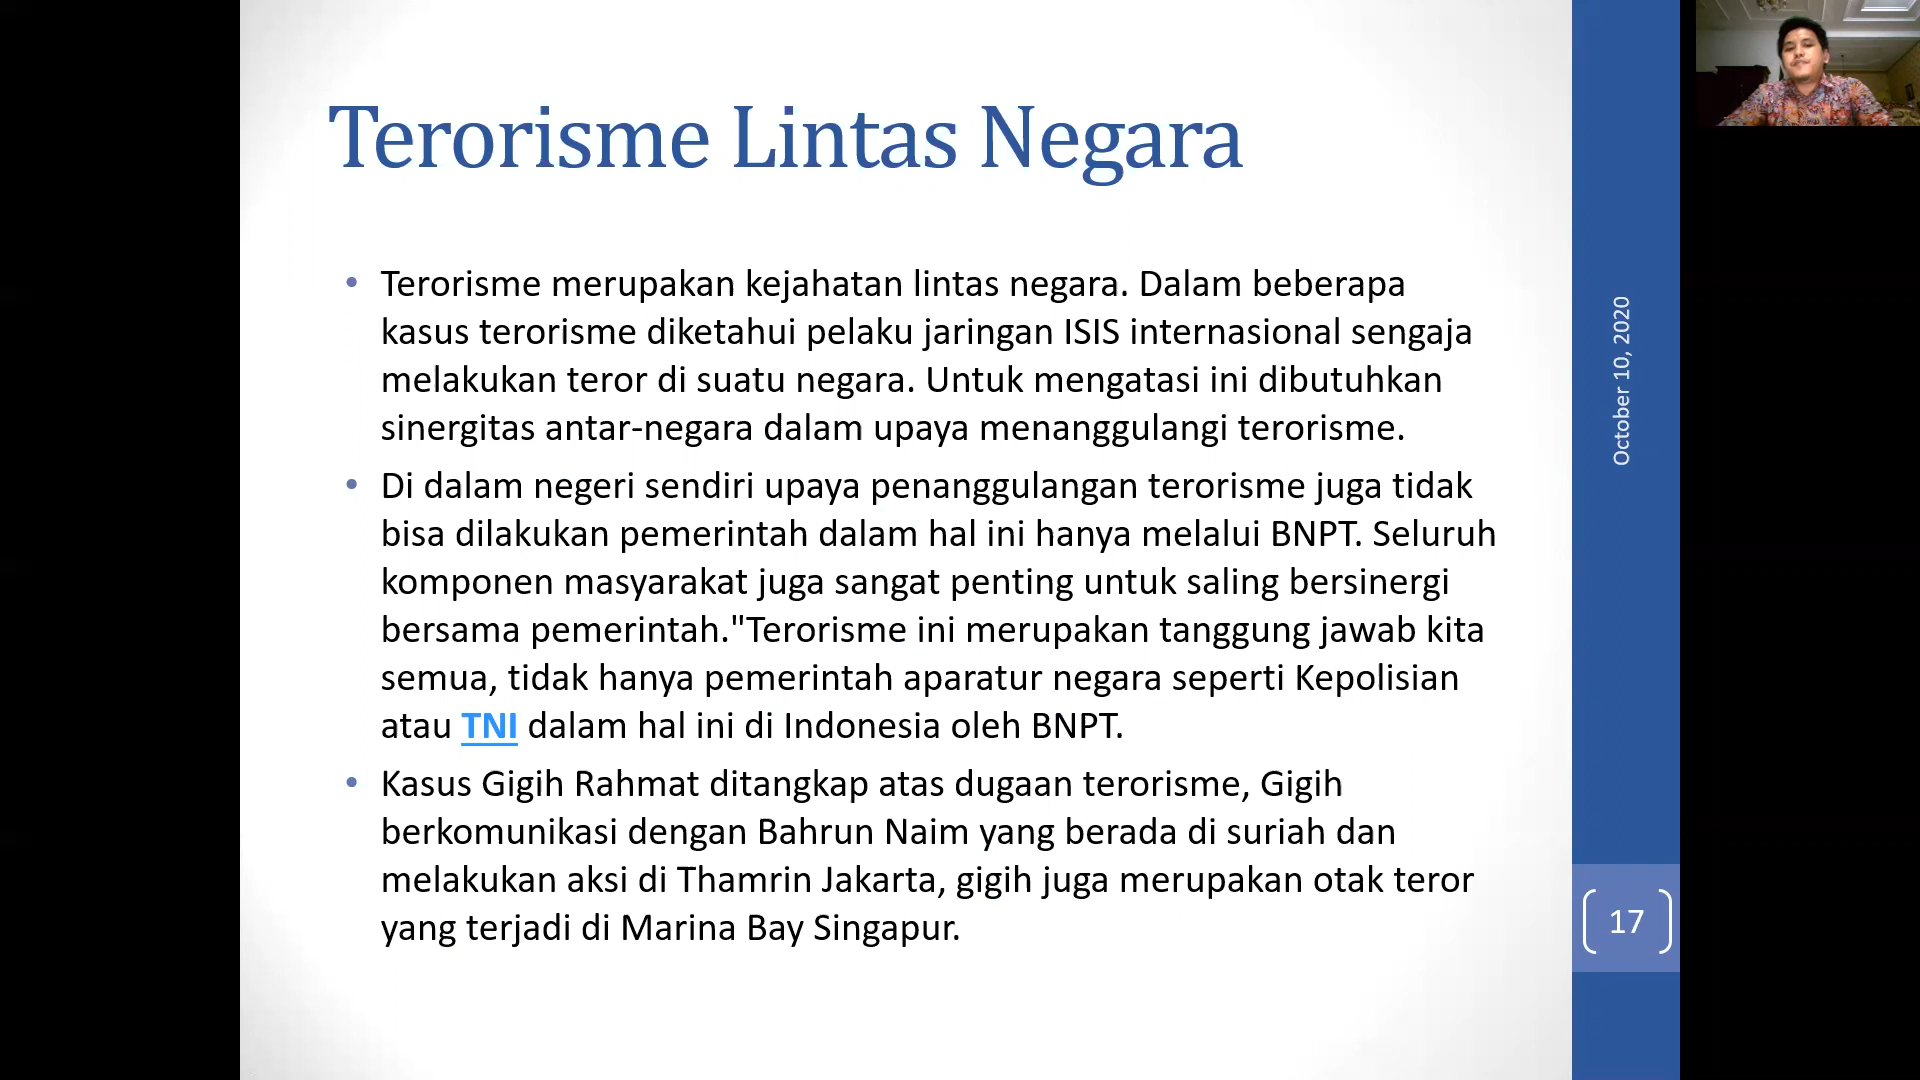 Terorisme Lintas Negara
• Terorisme merupakan kejahatan lintas negara. Dalam beberapa
kasus terorisme diketahui pelaku jaringan ISIS internasional sengaja
melakukan teror di suatu negara. Untuk mengatasi ini dibutuhkan
sinergitas antar-negara dalam upaya menanggulangi terorisme.
• Di dalam negeri sendiri upaya penanggulangan terorisme juga tidak
bisa dilakukan pemerintah dalam hal ini hanya melalui BNPT. Seluruh
komponen masyarakat juga sangat penting untuk saling bersinergi
bersama pemerintah."Terorisme ini merupakan tanggung jawab kita
semua, tidak hanya pemerintah aparatur negara seperti Kepolisian
atau TNI dalam hal ini di Indonesia oleh BNPT.
• Kasus Gigih Rahmat ditangkap atas dugaan terorisme, Gigih
berkomunikasi dengan Bahrun Naim yang berada di suriah dan
melakukan aksi di Thamrin Jakarta, gigih juga merupakan otak teror
yang terjadi di Marina Bay Singapur.
October 10, 2020
17